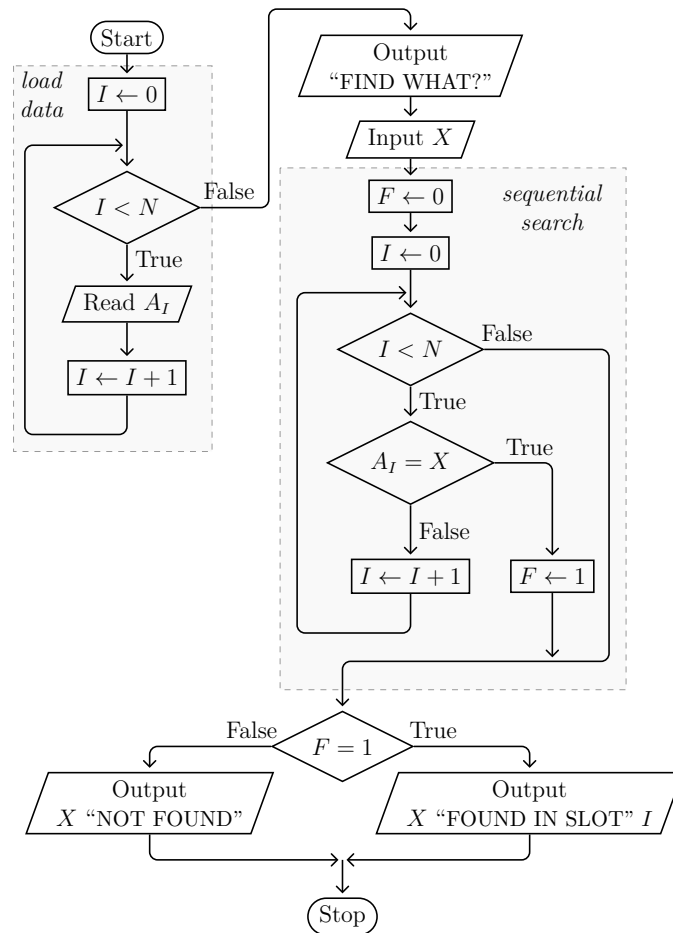 Start
load
data
I ← 0
I < N
False
True
Read A_I
I ← I + 1
Output
“FIND WHAT?”
Input X
sequential
search
F ← 0
I ← 0
I < N
False
True
A_I = X
True
False
I ← I + 1
F ← 1
F = 1
False
True
Output
X “NOT FOUND”
Output
X “FOUND IN SLOT” I
Stop